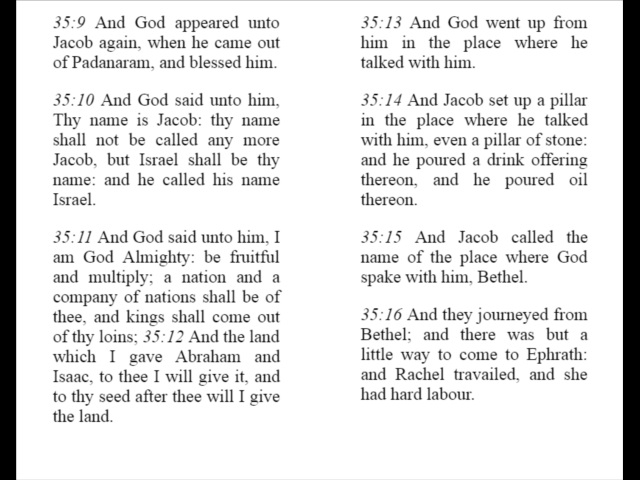 35:9 And God appeared unto
Jacob again, when he came out
of Padanaram, and blessed him.
35:10 And God said unto him,
Thy name is Jacob: thy name
shall not be called any more
Jacob, but Israel shall be thy
name: and he called his name
Israel.
35:11 And God said unto him, I
am God Almighty: be fruitful
and multiply; a nation and a
company of nations shall be of
thee, and kings shall come out
of thy loins; 35:12 And the land
which I gave Abraham and
Isaac, to thee I will give it, and
to thy seed after thee will I give
the land.
35:13 And God went up from
him in the place where he
talked with him.
35:14 And Jacob set up a pillar
in the place where he talked
with him, even a pillar of stone:
and he poured a drink offering
thereon, and he poured oil
thereon.
35:15 And Jacob called the
name of the place where God
spake with him, Bethel.
35:16 And they journeyed from
Bethel; and there was but a
little way to come to Ephrath:
and Rachel travailed, and she
had hard labour.